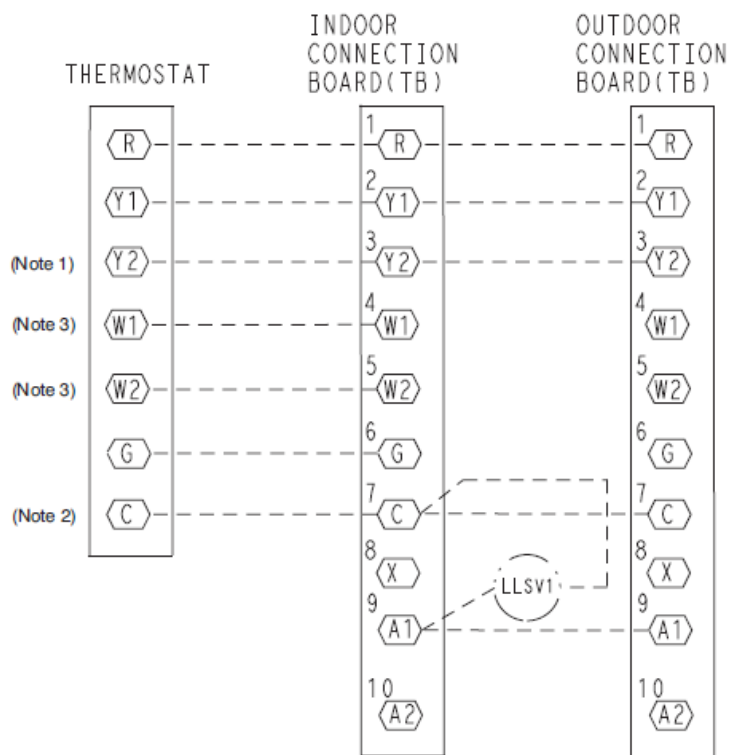 THERMOSTAT
INDOOR
CONNECTION
BOARD(TB)
OUTDOOR
CONNECTION
BOARD(TB)
R
1
R
1
R
Y1
2
Y1
2
Y1
(Note 1)
Y2
3
Y2
3
Y2
(Note 3)
W1
4
W1
4
W1
(Note 3)
W2
5
W2
5
W2
G
6
G
6
G
(Note 2)
C
7
C
7
C
8
X
8
X
LLSV1
9
A1
9
A1
10
A2
10
A2